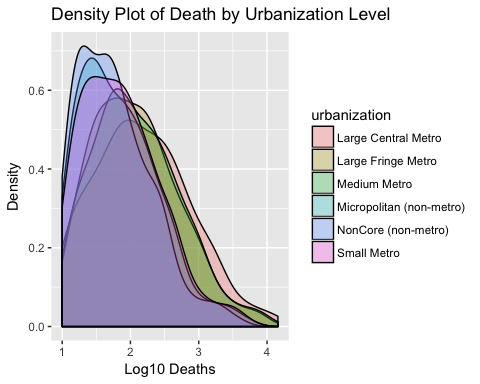 Density Plot of Death by Urbanization Level
0.6
0.4
0.2
0.0
Density
1 2 3 4
Log10 Deaths
urbanization
Large Central Metro
Large Fringe Metro
Medium Metro
Micropolitan (non-metro)
NonCore (non-metro)
Small Metro